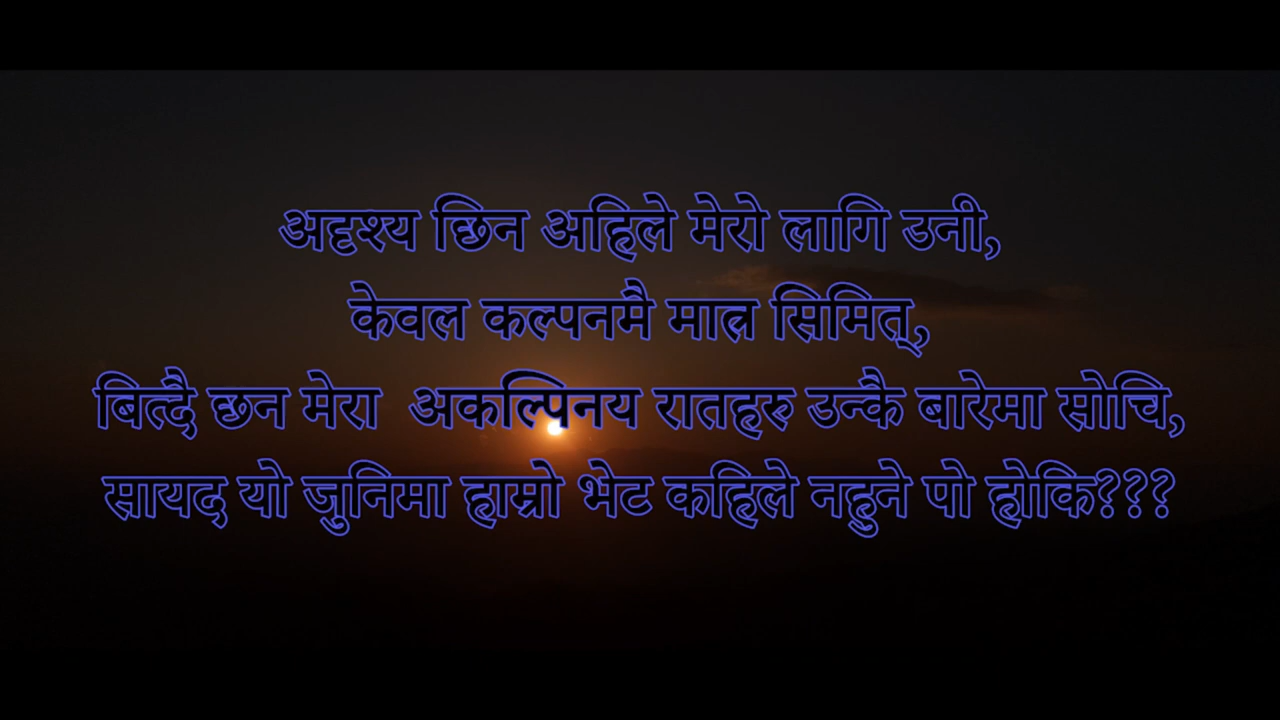 अदृश्य छिन अहिले मेरो लागि उनी,
केवल कल्पनमै मात्र सिमित्,
बित्दै छन मेरा अकल्पिनय रातहरु उन्कै बारेमा सोचि,
सायद यो जुनिमा हाम्रो भेट कहिले नहुने पो होकि???